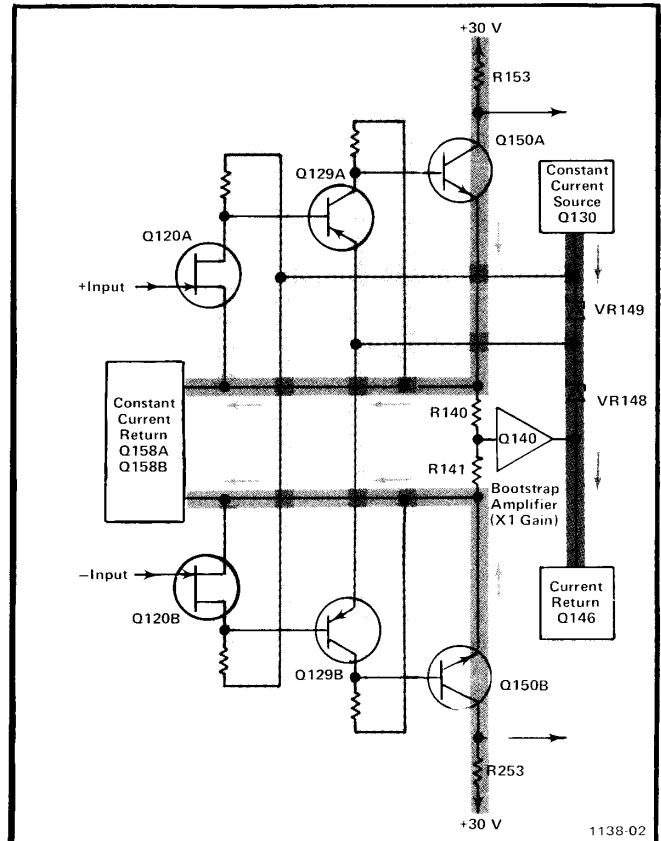 +30 V
R153
Q150A
Q129A
Q120A
Constant
Current
Source
Q130
+Input
VR149
VR148
Constant
Current
Return
Q158A
Q158B
R140
Q140
R141
Bootstrap
Amplifier
(X1 Gain)
−Input
Q120B
Q129B
Current
Return
Q146
Q150B
R253
+30 V
1138-02